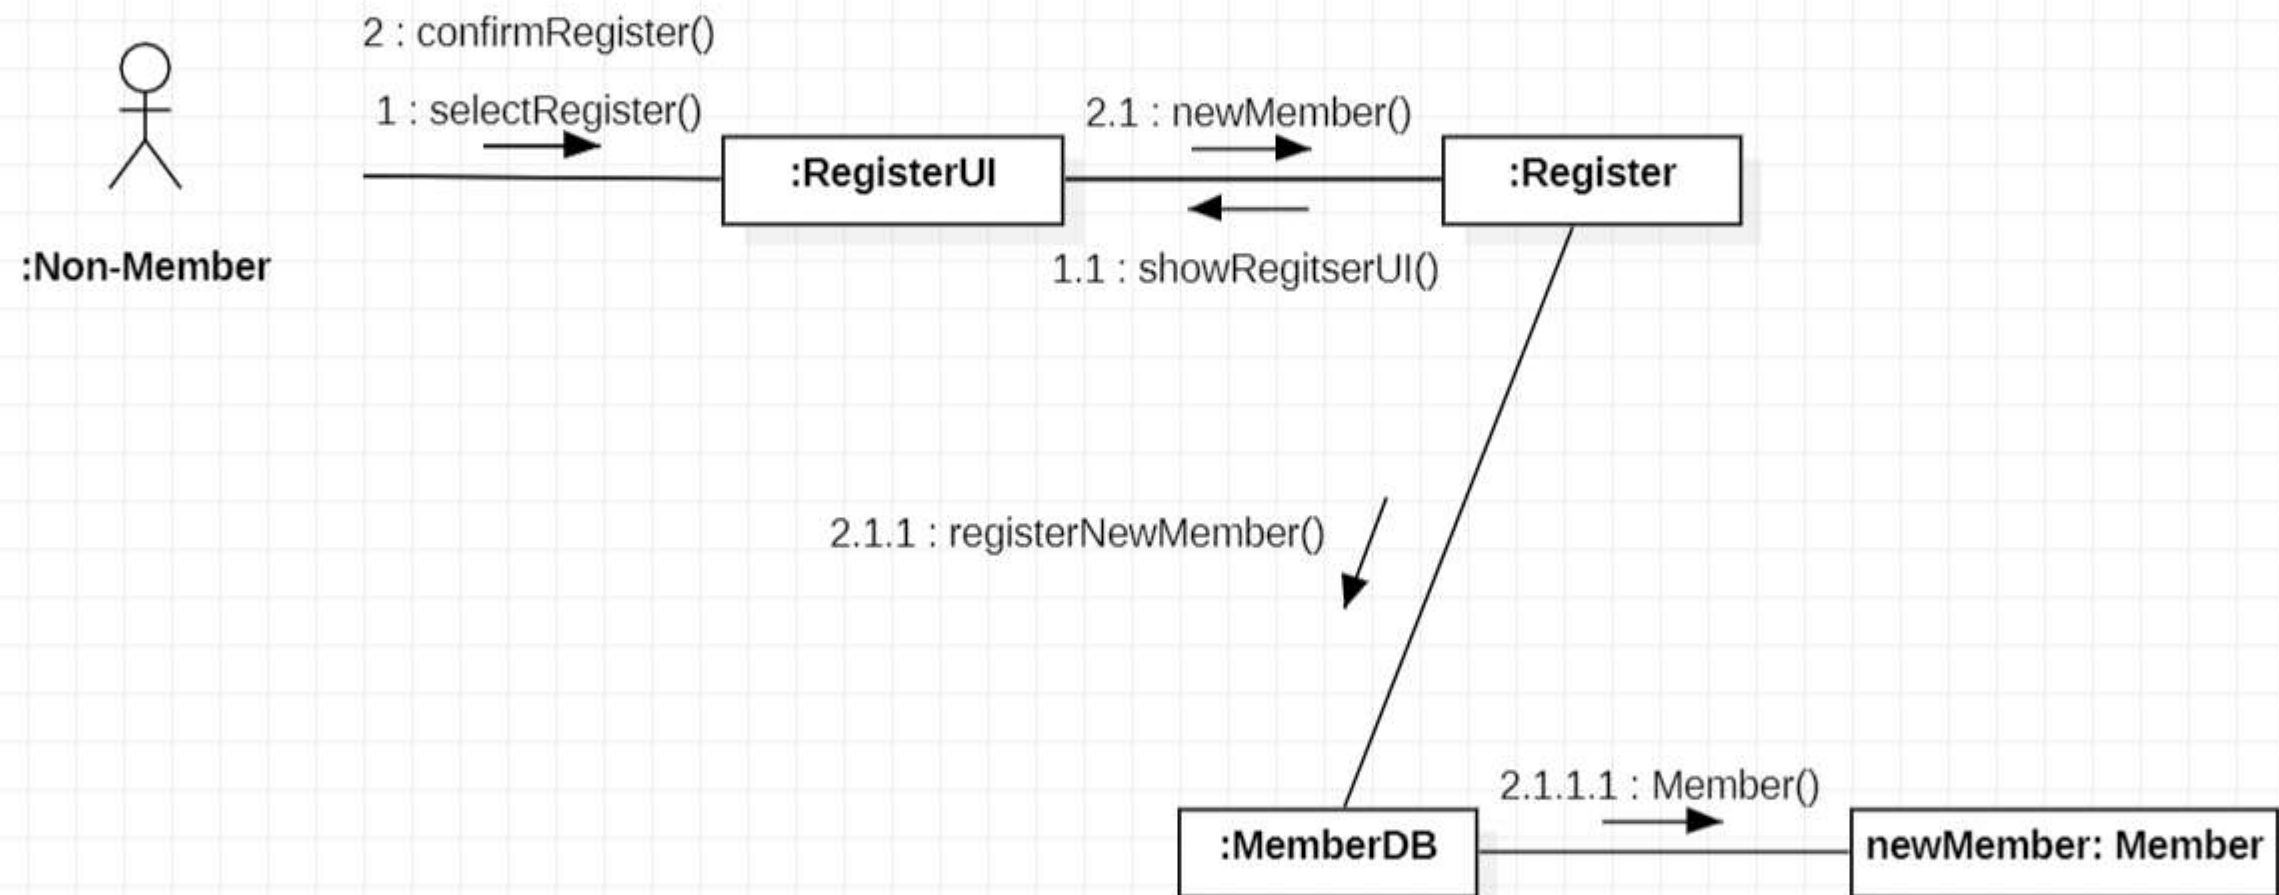 2 : confirmRegister()
1 : selectRegister()
2.1 : newMember()
:RegisterUI
:Register
:Non-Member
1.1 : showRegitserUI()
2.1.1 : registerNewMember()
2.1.1.1 : Member()
:MemberDB
newMember: Member